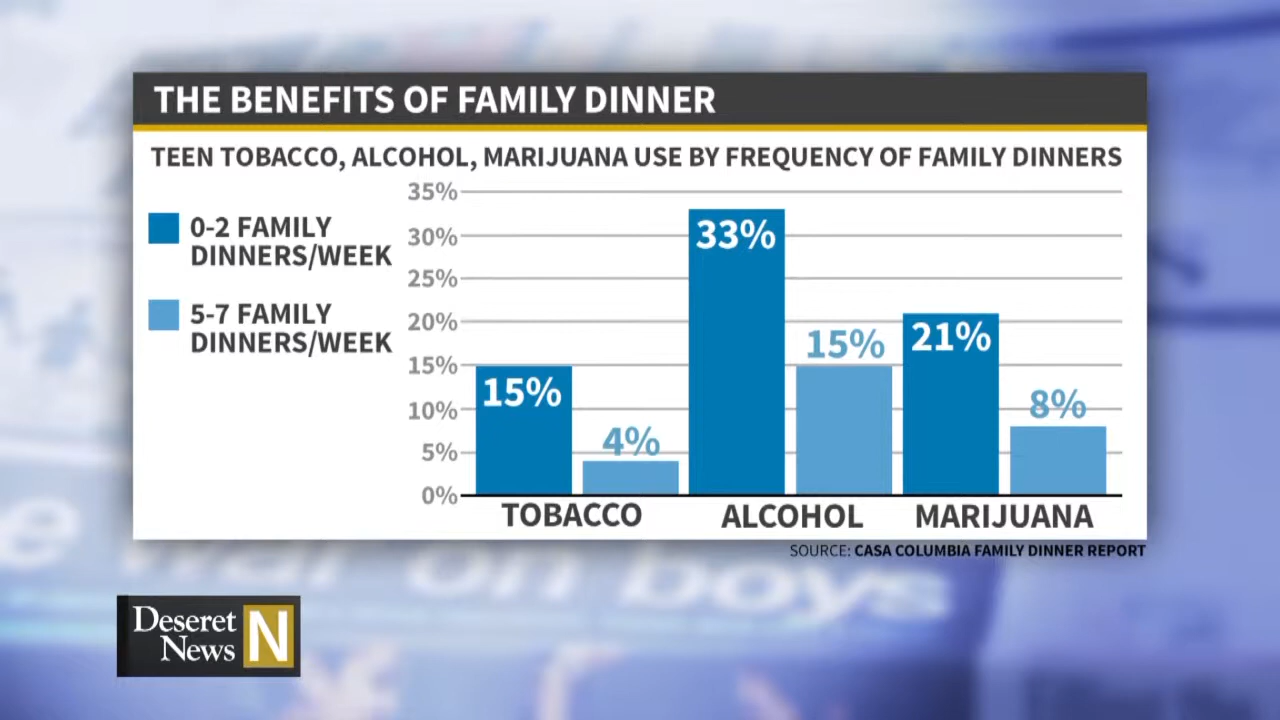 THE BENEFITS OF FAMILY DINNER
TEEN TOBACCO, ALCOHOL, MARIJUANA USE BY FREQUENCY OF FAMILY DINNERS
0-2 FAMILY
DINNERS/WEEK
5-7 FAMILY
DINNERS/WEEK
35%
30%
25%
20%
15%
10%
5%
0%
15%
4%
33%
15%
21%
8%
TOBACCO
ALCOHOL
MARIJUANA
SOURCE: CASA COLUMBIA FAMILY DINNER REPORT
on boys
Deseret
News
N